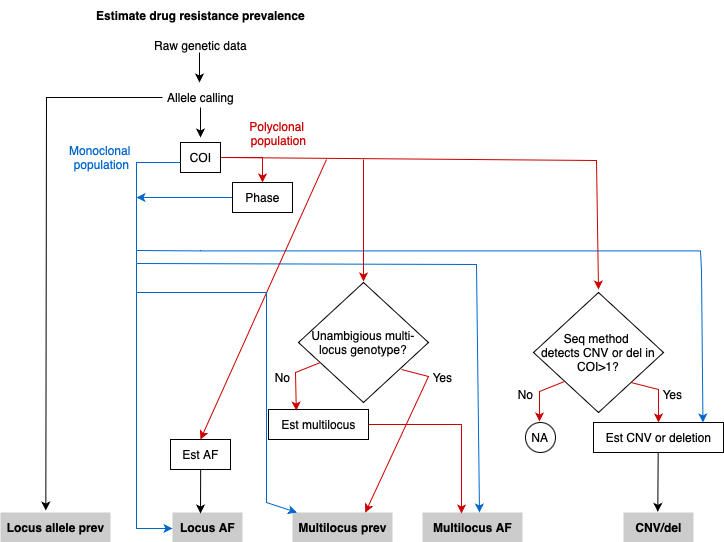 Estimate drug resistance prevalence
Raw genetic data
Allele calling
Polyclonal
population
Monoclonal
population
COI
Phase
Unambigious multi-
locus genotype?
Seq method
detects CNV or del in
COI>1?
No
Yes
No
Yes
Est multilocus
NA
Est CNV or deletion
Est AF
Locus allele prev
Locus AF
Multilocus prev
Multilocus AF
CNV/del